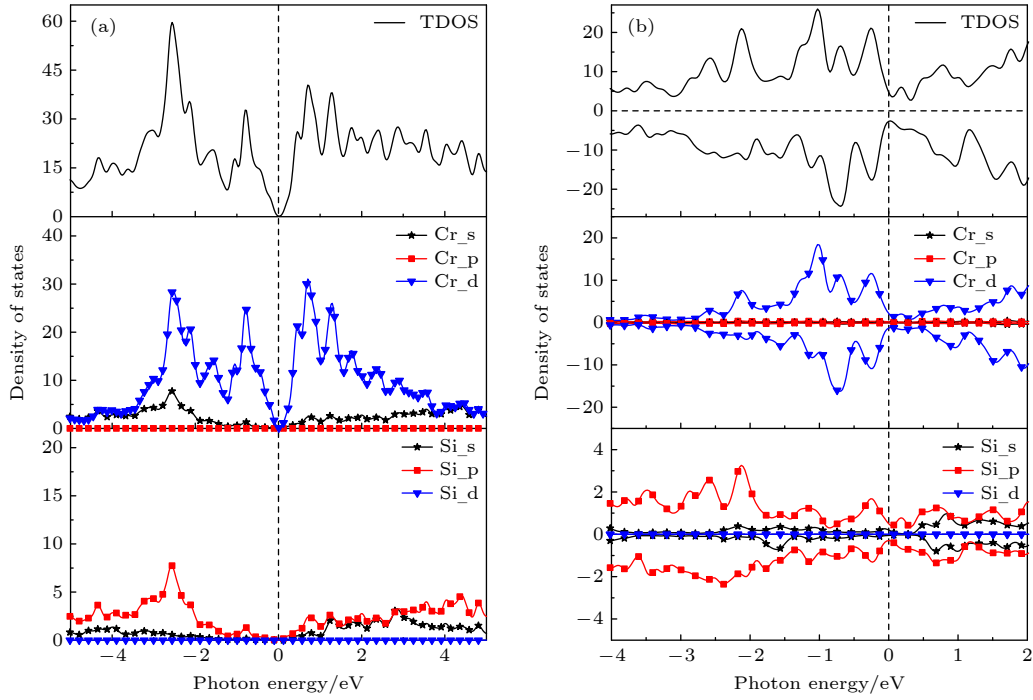 (a)
TDOS
60
45
30
15
0
Cr_s
Cr_p
Cr_d
40
30
20
10
0
Si_s
Si_p
Si_d
20
15
10
5
0
−4
−2
0
2
4
Density of states
Photon energy/eV
(b)
TDOS
20
10
0
−10
−20
Cr_s
Cr_p
Cr_d
20
10
0
−10
−20
Si_s
Si_p
Si_d
4
2
0
−2
−4
−4
−3
−2
−1
0
1
2
Density of states
Photon energy/eV